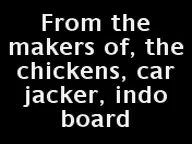 From the
makers of, the
chickens, car
jacker, indo
board